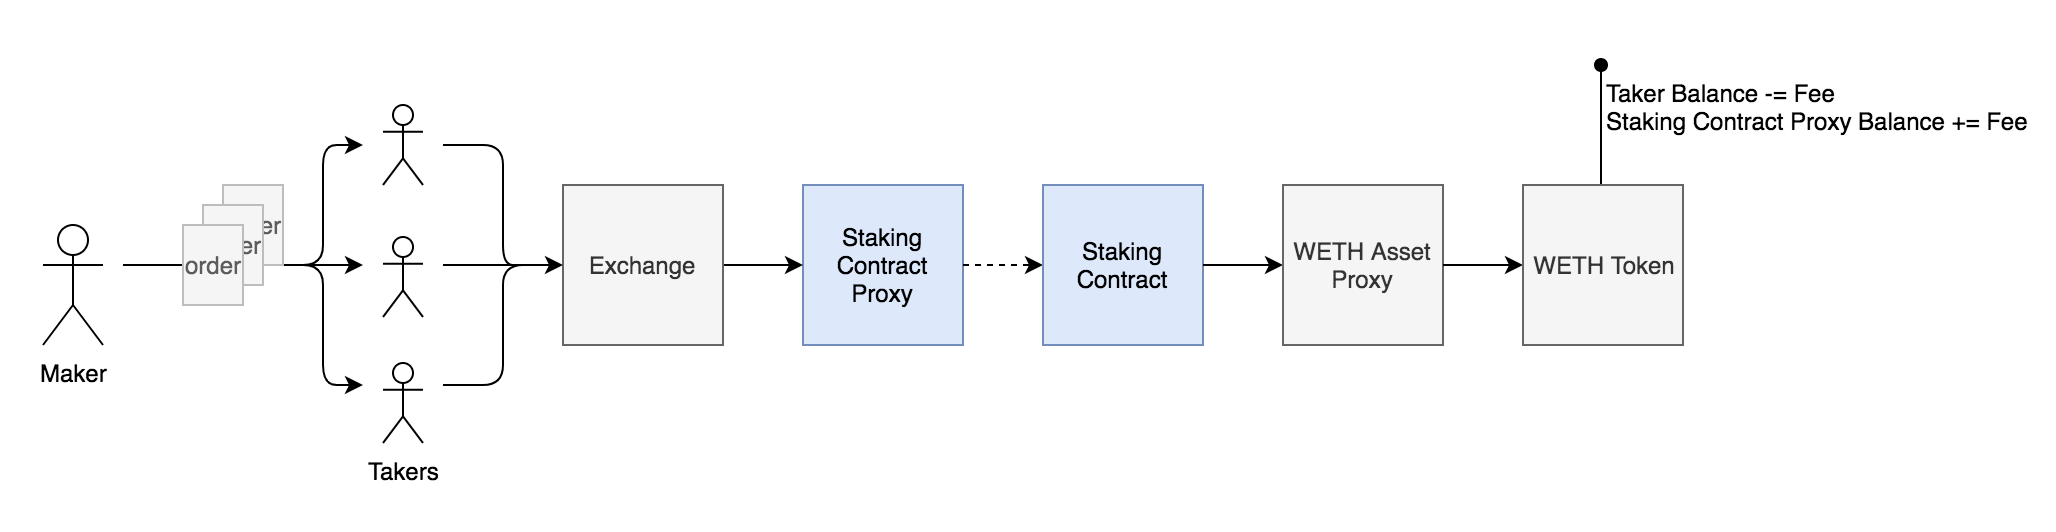 Taker Balance -= Fee
Staking Contract Proxy Balance += Fee
er
er
order
Maker
Takers
Exchange
Staking
Contract
Proxy
Staking
Contract
WETH Asset
Proxy
WETH Token